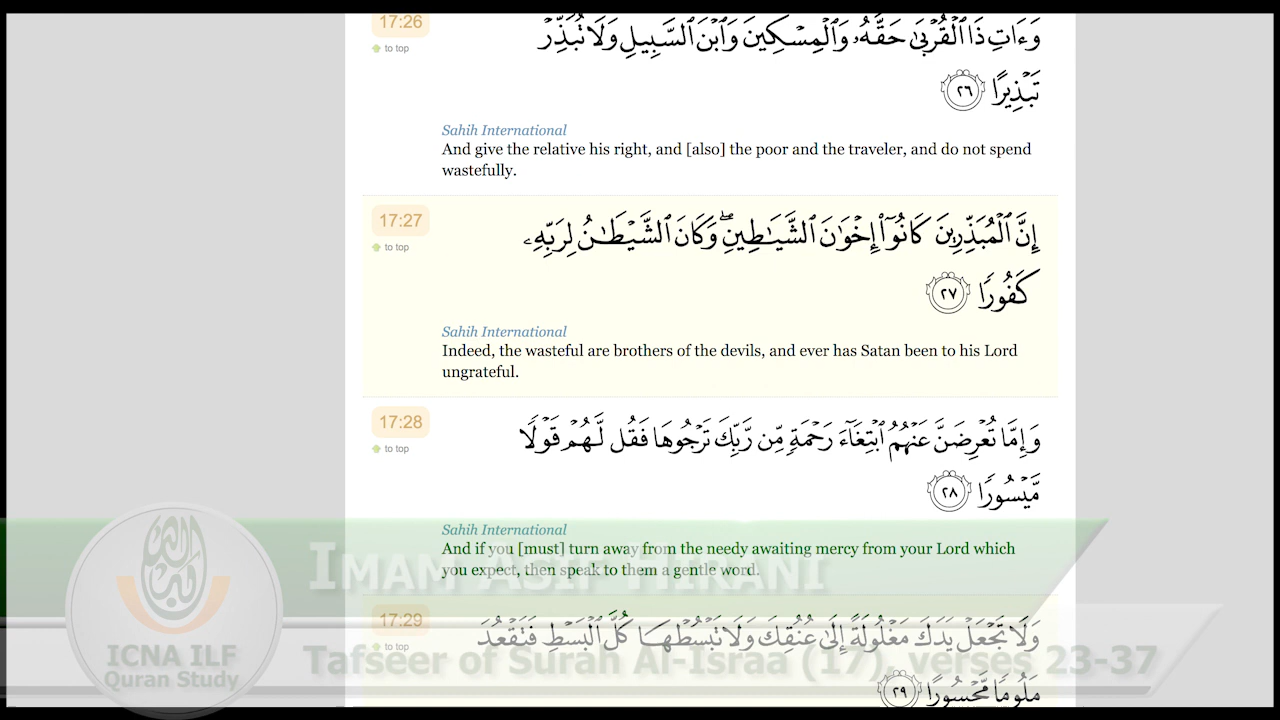 17:26
to top
وَءَاتِ ذَا ٱلْقُرْبَىٰ حَقَّهُۥ وَٱلْمِسْكِينَ وَٱبْنَ ٱلسَّبِيلِ وَلَا تُبَذِّرْ
تَبْذِيرًا ٢٦
Sahih International
And give the relative his right, and [also] the poor and the traveler, and do not spend
wastefully.
17:27
to top
إِنَّ ٱلْمُبَذِّرِينَ كَانُوٓا۟ إِخْوَٰنَ ٱلشَّيَـٰطِينِ ۖ وَكَانَ ٱلشَّيْطَـٰنُ لِرَبِّهِۦ
كَفُورًا ٢٧
Sahih International
Indeed, the wasteful are brothers of the devils, and ever has Satan been to his Lord
ungrateful.
17:28
to top
وَإِمَّا تُعْرِضَنَّ عَنْهُمُ ٱبْتِغَآءَ رَحْمَةٍ مِّن رَّبِّكَ تَرْجُوهَا فَقُل لَّهُمْ قَوْلًا
مَّيْسُورًا ٢٨
Sahih International
And if you [must] turn away from the needy awaiting mercy from your Lord which
you expect, then speak to them a gentle word.
Imam Asif Hirani
17:29
to top
وَلَا تَجْعَلْ يَدَكَ مَغْلُولَةً إِلَىٰ عُنُقِكَ وَلَا تَبْسُطْهَا كُلَّ ٱلْبَسْطِ فَتَقْعُدَ
مَلُومًا مَّحْسُورًا ٢٩
ICNA ILF
Quran Study
Tafseer of Surah Al-Israa (17), verses 23-37